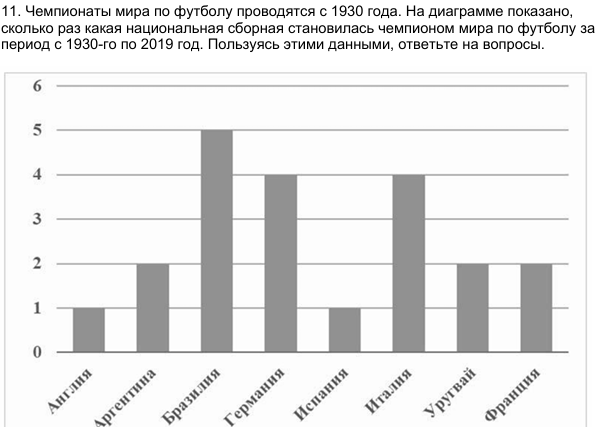 11. Чемпионаты мира по футболу проводятся с 1930 года. На диаграмме показано,
сколько раз какая национальная сборная становилась чемпионом мира по футболу за
период с 1930-го по 2019 год. Пользуясь этими данными, ответьте на вопросы.
6
5
4
3
2
1
0
Англия
Аргентина
Бразилия
Германия
Испания
Италия
Уругвай
Франция